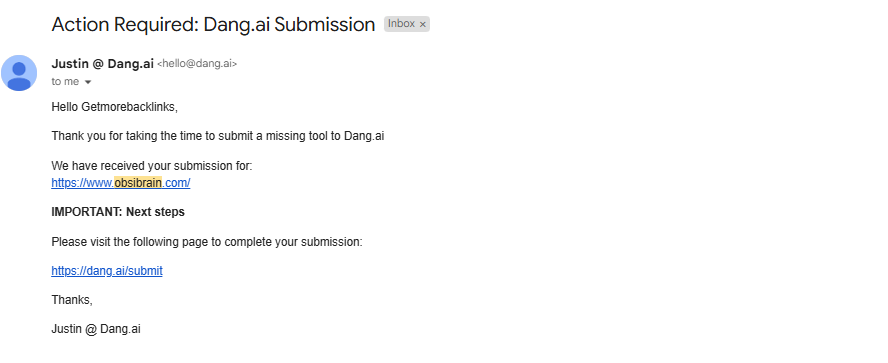 Action Required: Dang.ai Submission Inbox x
Justin @ Dang.ai <hello@dang.ai>
to me
Hello Getmorebacklinks,
Thank you for taking the time to submit a missing tool to Dang.ai
We have received your submission for:
https://www.obsibrain.com/
IMPORTANT: Next steps
Please visit the following page to complete your submission:
https://dang.ai/submit
Thanks,
Justin @ Dang.ai